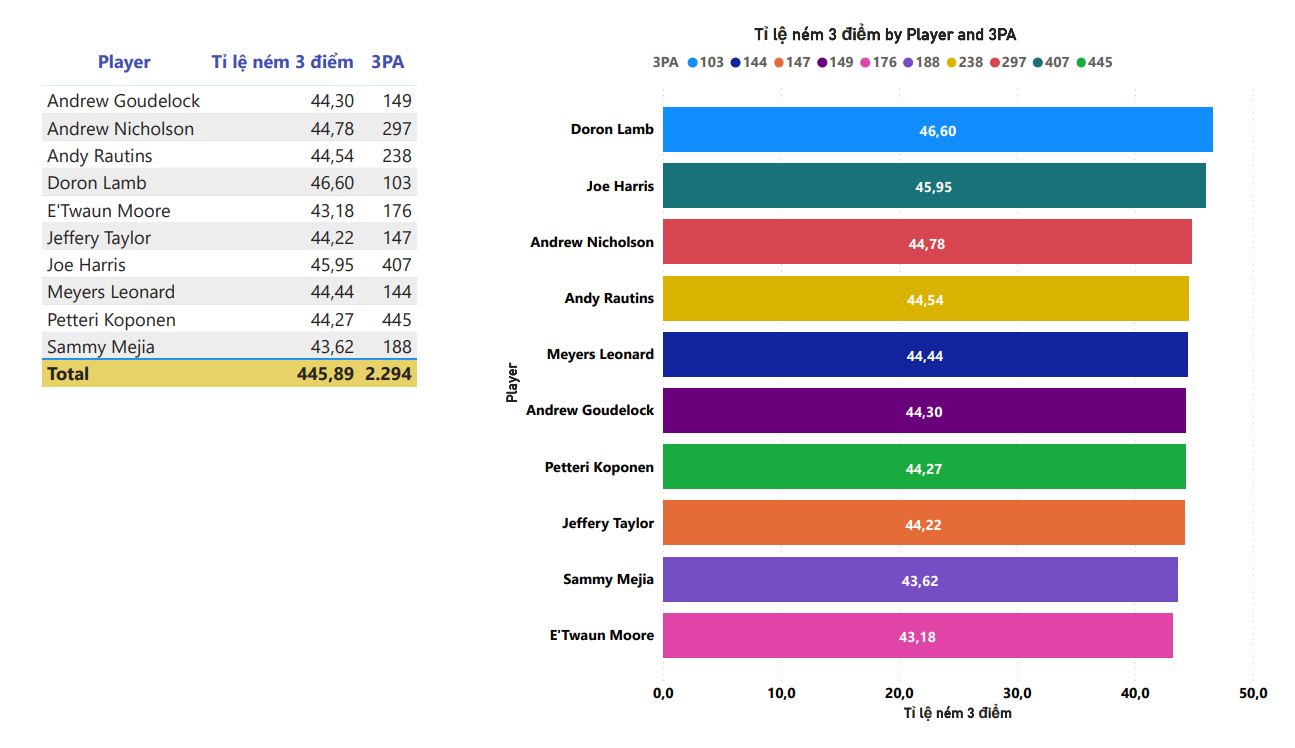 Player Tỉ lệ ném 3 điểm 3PA
Andrew Goudelock 44,30 149
Andrew Nicholson 44,78 297
Andy Rautins 44,54 238
Doron Lamb 46,60 103
E'Twaun Moore 43,18 176
Jeffery Taylor 44,22 147
Joe Harris 45,95 407
Meyers Leonard 44,44 144
Petteri Koponen 44,27 445
Sammy Mejia 43,62 188
Total 445,89 2.294
Tỉ lệ ném 3 điểm by Player and 3PA
3PA 103 144 147 149 176 188 238 297 407 445
Player
Doron Lamb 46,60
Joe Harris 45,95
Andrew Nicholson 44,78
Andy Rautins 44,54
Meyers Leonard 44,44
Andrew Goudelock 44,30
Petteri Koponen 44,27
Jeffery Taylor 44,22
Sammy Mejia 43,62
E'Twaun Moore 43,18
0,0 10,0 20,0 30,0 40,0 50,0
Tỉ lệ ném 3 điểm